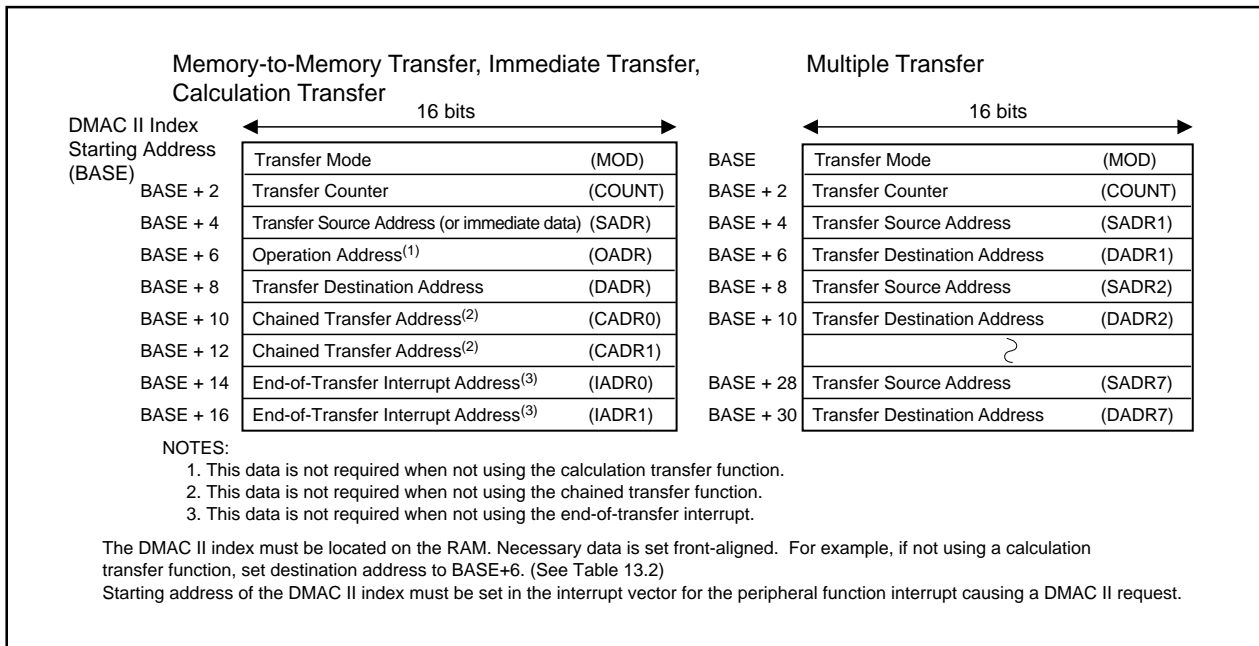 Memory-to-Memory Transfer, Immediate Transfer,
Calculation Transfer
16 bits
DMAC II Index
Starting Address
(BASE)
Transfer Mode (MOD)
BASE + 2 Transfer Counter (COUNT)
BASE + 4 Transfer Source Address (or immediate data) (SADR)
BASE + 6 Operation Address(1) (OADR)
BASE + 8 Transfer Destination Address (DADR)
BASE + 10 Chained Transfer Address(2) (CADR0)
BASE + 12 Chained Transfer Address(2) (CADR1)
BASE + 14 End-of-Transfer Interrupt Address(3) (IADR0)
BASE + 16 End-of-Transfer Interrupt Address(3) (IADR1)
Multiple Transfer
16 bits
BASE Transfer Mode (MOD)
BASE + 2 Transfer Counter (COUNT)
BASE + 4 Transfer Source Address (SADR1)
BASE + 6 Transfer Destination Address (DADR1)
BASE + 8 Transfer Source Address (SADR2)
BASE + 10 Transfer Destination Address (DADR2)
BASE + 28 Transfer Source Address (SADR7)
BASE + 30 Transfer Destination Address (DADR7)
NOTES:
1. This data is not required when not using the calculation transfer function.
2. This data is not required when not using the chained transfer function.
3. This data is not required when not using the end-of-transfer interrupt.
The DMAC II index must be located on the RAM. Necessary data is set front-aligned. For example, if not using a calculation
transfer function, set destination address to BASE+6. (See Table 13.2)
Starting address of the DMAC II index must be set in the interrupt vector for the peripheral function interrupt causing a DMAC II request.